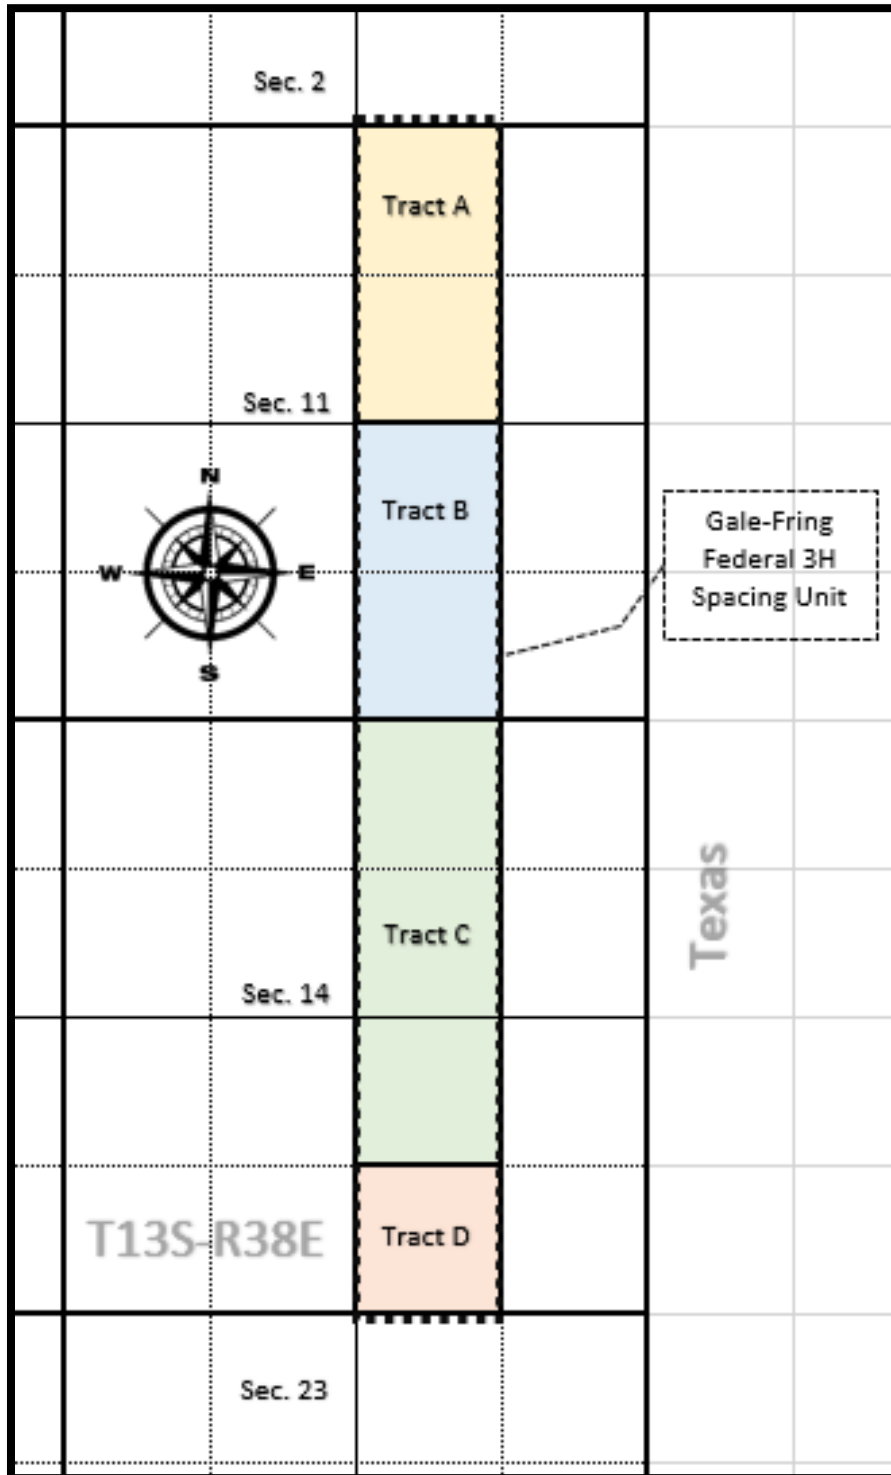 Sec. 2
Tract A
Sec. 11
N
W
E
S
Tract B
Gale-Fring
Federal 3H
Spacing Unit
Tract C
Texas
Sec. 14
T13S-R38E
Tract D
Sec. 23